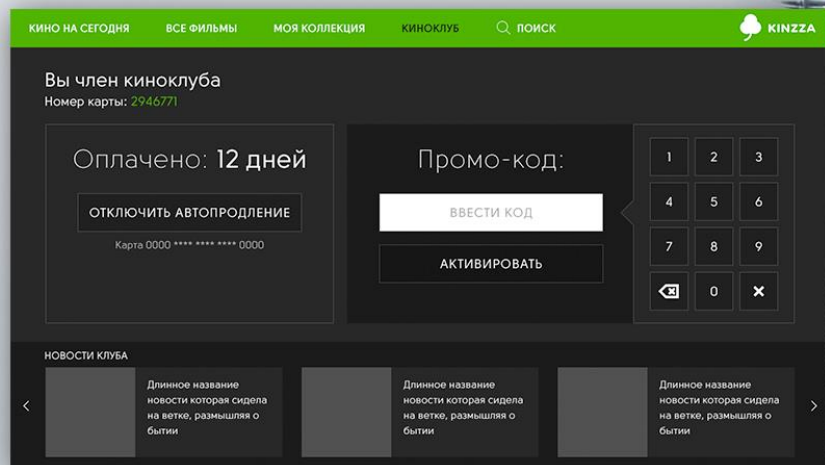 КИНО НА СЕГОДНЯ ВСЕ ФИЛЬМЫ МОЯ КОЛЛЕКЦИЯ КИНОКЛУБ ПОИСК KINZZA
Вы член киноклуба
Номер карты: 2946771
Оплачено: 12 дней
ОТКЛЮЧИТЬ АВТОПРОДЛЕНИЕ
Карта 0000 **** **** **** 0000
Промо-код:
ВВЕСТИ КОД
АКТИВИРОВАТЬ
1 2 3
4 5 6
7 8 9
0
НОВОСТИ КЛУБА
Длинное название
новости которая сидела
на ветке, размышляя о
бытии
Длинное название
новости которая сидела
на ветке, размышляя о
бытии
Длинное название
новости которая сидела
на ветке, размышляя о
бытии